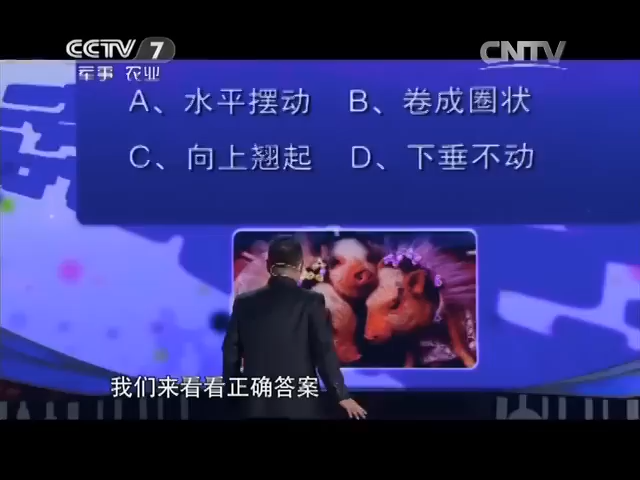 CCTV 7
军事 农业
CNTV
A、水平摆动 B、卷成圈状
C、向上翘起 D、下垂不动
我们来看看正确答案